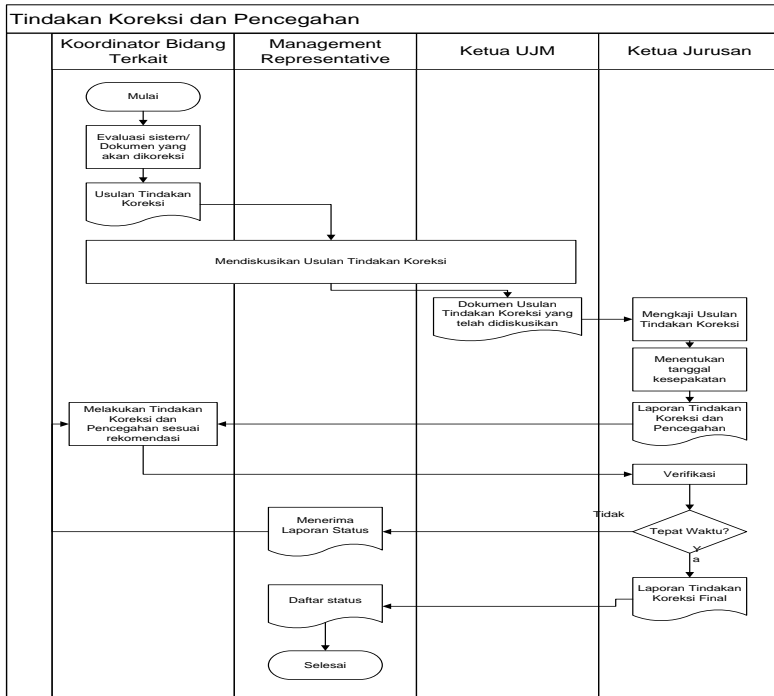 Tindakan Koreksi dan Pencegahan
Koordinator Bidang
Terkait
Management
Representative
Ketua UJM
Ketua Jurusan
Mulai
Evaluasi sistem/
Dokumen yang
akan dikoreksi
Usulan Tindakan
Koreksi
Mendiskusikan Usulan Tindakan Koreksi
Dokumen Usulan
Tindakan Koreksi yang
telah didiskusikan
Mengkaji Usulan
Tindakan Koreksi
Menentukan
tanggal
kesepakatan
Melakukan Tindakan
Koreksi dan
Pencegahan sesuai
rekomendasi
Laporan Tindakan
Koreksi dan
Pencegahan
Verifikasi
Tidak
Menerima
Laporan Status
Tepat Waktu?
Y
a
Daftar status
Laporan Tindakan
Koreksi Final
Selesai